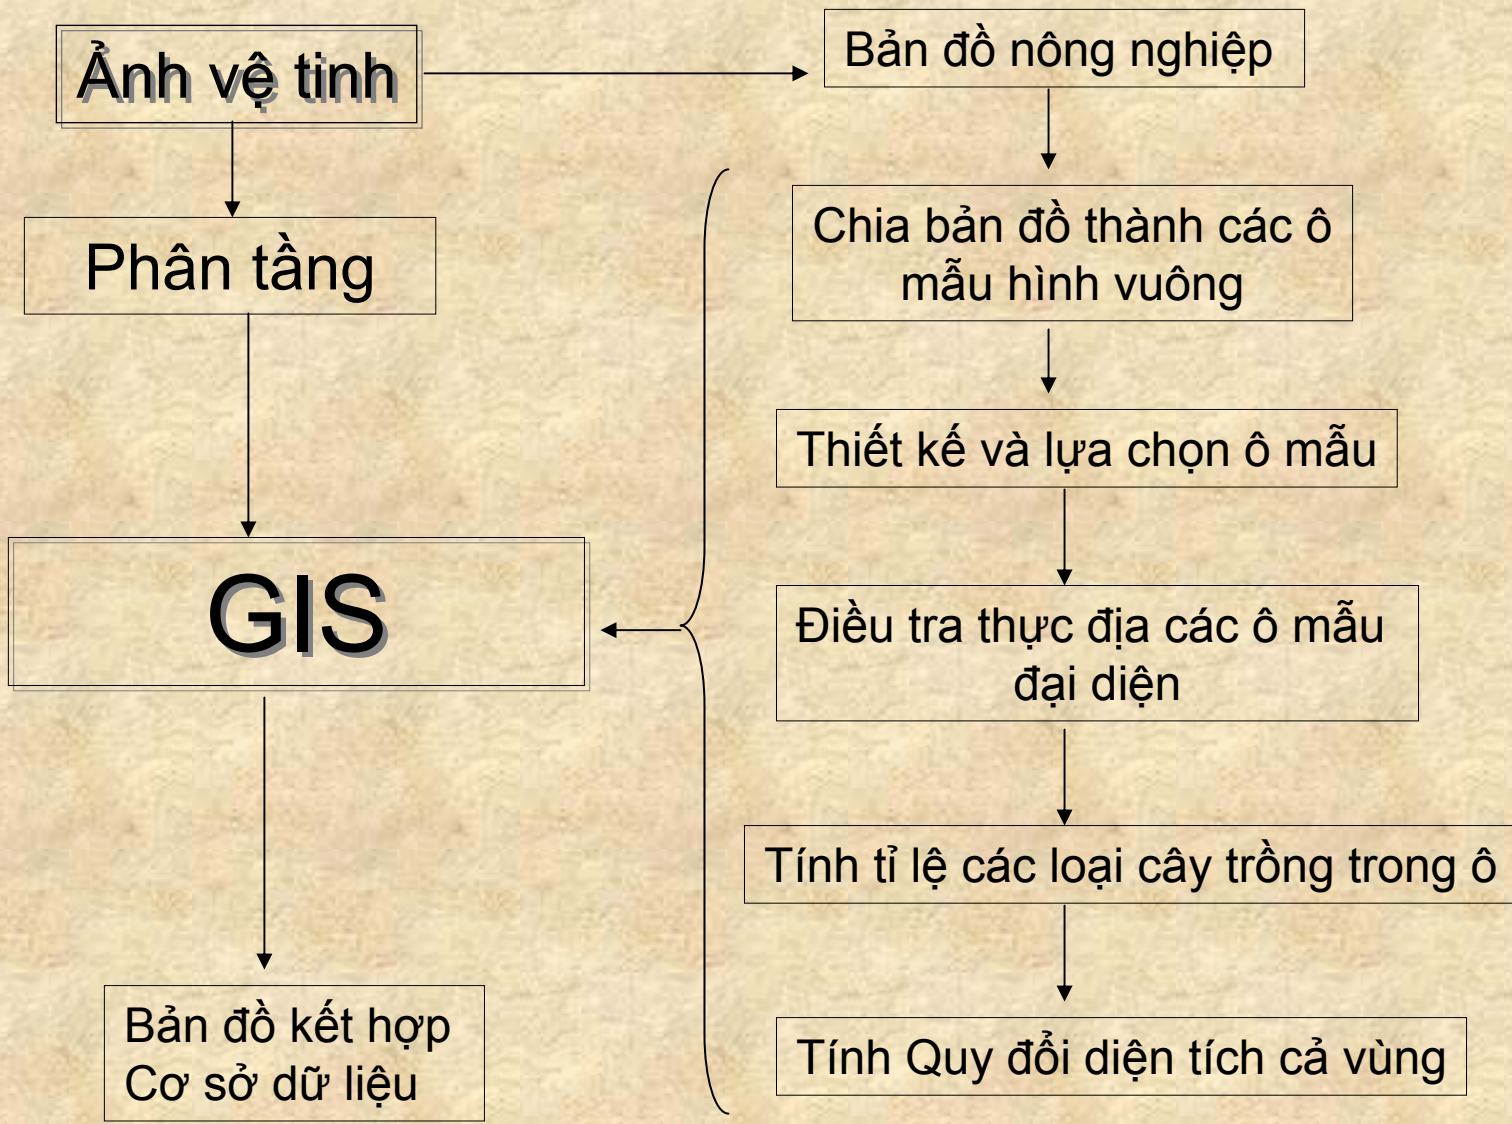 Ảnh vệ tinh
Phân tầng
GIS
Bản đồ kết hợp
Cơ sở dữ liệu
Bản đồ nông nghiệp
Chia bản đồ thành các ô
mẫu hình vuông
Thiết kế và lựa chọn ô mẫu
Điều tra thực địa các ô mẫu
đại diện
Tính tỉ lệ các loại cây trồng trong ô
Tính Quy đổi diện tích cả vùng